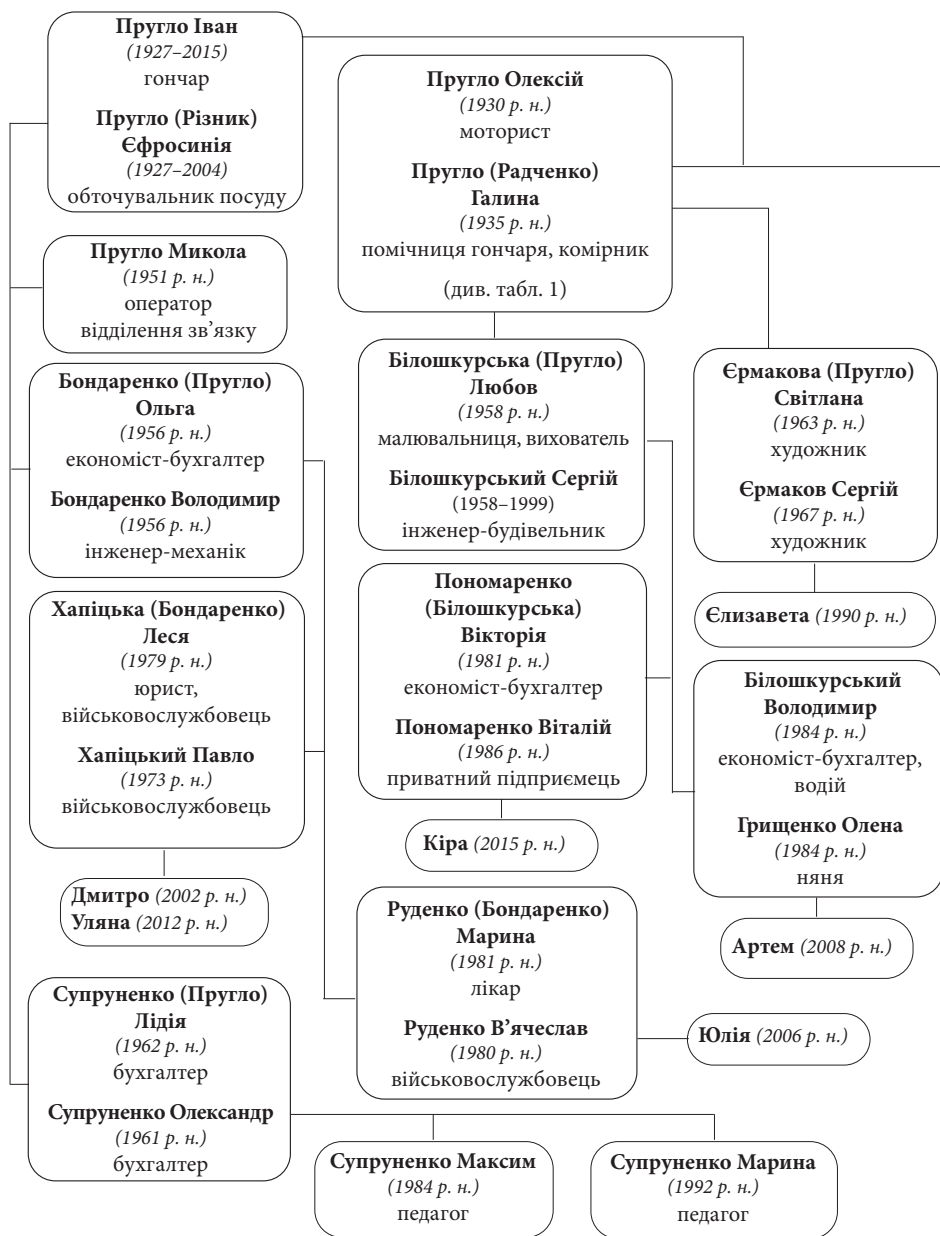 Пругло Іван
(1927–2015)
гончар
Пругло (Різник)
Єфросинія
(1927–2004)
обточувальник посуду
Пругло Олексій
(1930 р. н.)
моторист
Пругло (Радченко)
Галина
(1935 р. н.)
помічниця гончаря, комірник
(див. табл. 1)
Пругло Микола
(1951 р. н.)
оператор
відділення зв’язку
Бондаренко (Пругло)
Ольга
(1956 р. н.)
економіст-бухгалтер
Бондаренко Володимир
(1956 р. н.)
інженер-механік
Білошкурська (Пругло)
Любов
(1958 р. н.)
малювальниця, вихователь
Білошкурський Сергій
(1958–1999)
інженер-будівельник
Єрмакова (Пругло)
Світлана
(1963 р. н.)
художник
Єрмаков Сергій
(1967 р. н.)
художник
Хапіцька (Бондаренко)
Леся
(1979 р. н.)
юрист,
військовослужбовець
Хапіцький Павло
(1973 р. н.)
військовослужбовець
Пономаренко
(Білошкурська)
Вікторія
(1981 р. н.)
економіст-бухгалтер
Пономаренко Віталій
(1986 р. н.)
приватний підприємець
Єлизавета (1990 р. н.)
Білошкурський
Володимир
(1984 р. н.)
економіст-бухгалтер,
водій
Грищенко Олена
(1984 р. н.)
няня
Кіра (2015 р. н.)
Дмитро (2002 р. н.)
Уляна (2012 р. н.)
Руденко (Бондаренко)
Марина
(1981 р. н.)
лікар
Руденко В’ячеслав
(1980 р. н.)
військовослужбовець
Артем (2008 р. н.)
Супруненко (Пругло)
Лідія
(1962 р. н.)
бухгалтер
Супруненко Олександр
(1961 р. н.)
бухгалтер
Юлія (2006 р. н.)
Супруненко Максим
(1984 р. н.)
педагог
Супруненко Марина
(1992 р. н.)
педагог